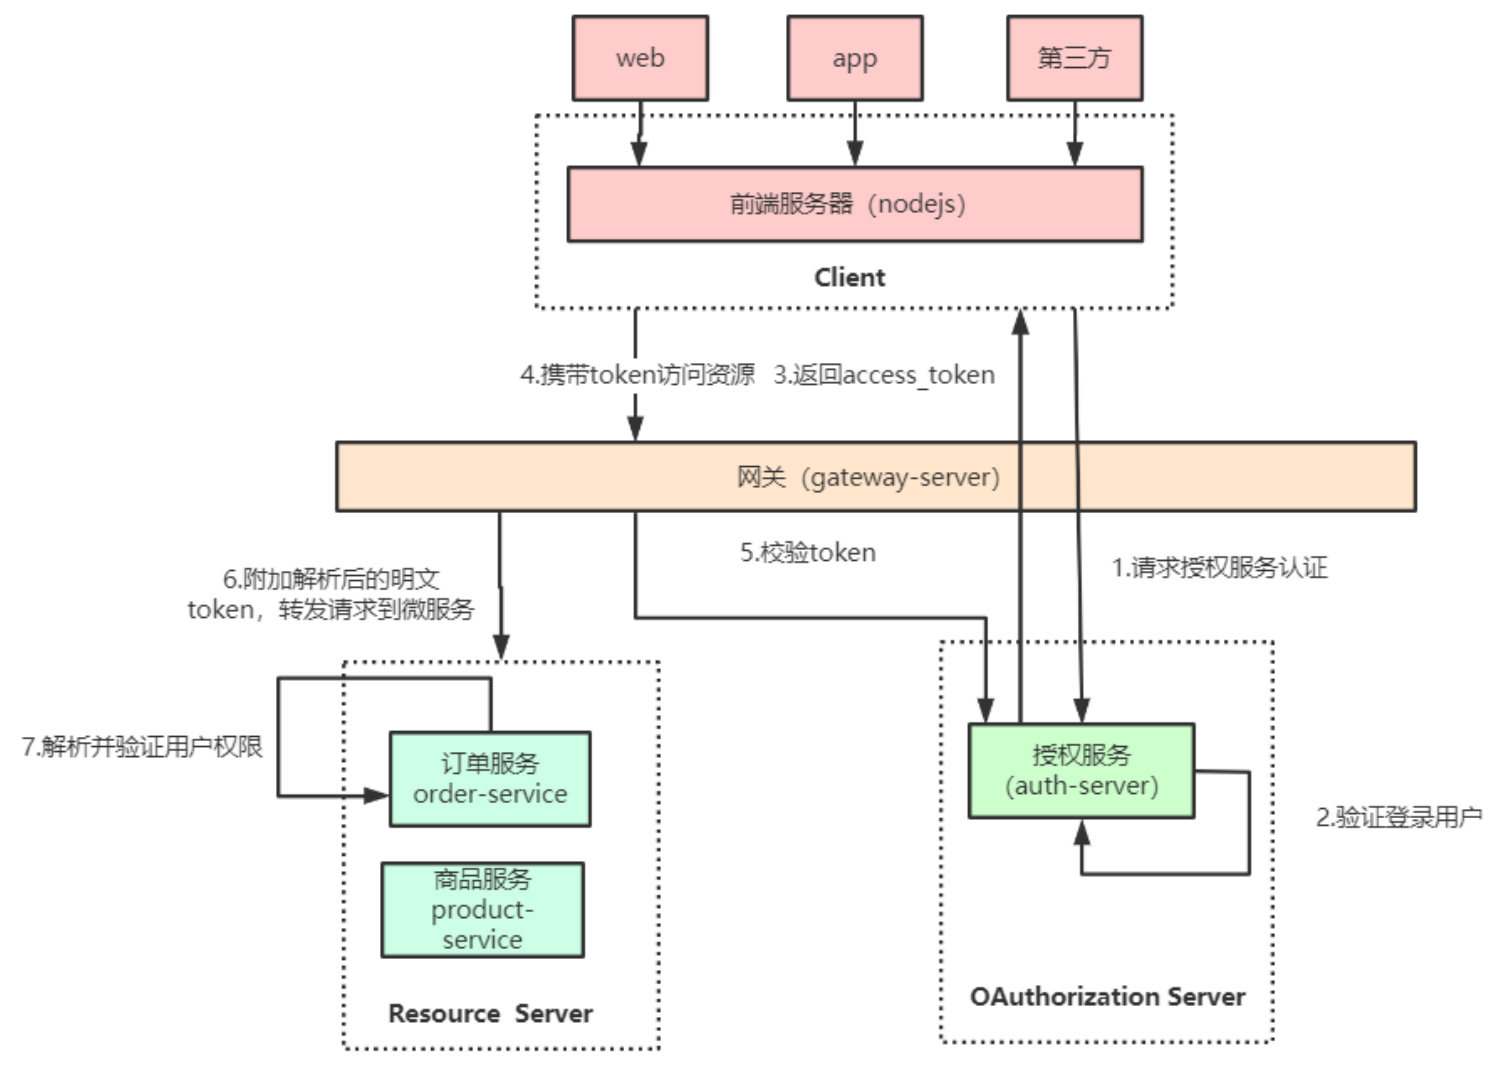 web
app
第三方
前端服务器（nodejs）
Client
4.携带token访问资源
3.返回access_token
网关（gateway-server）
5.校验token
1.请求授权服务认证
6.附加解析后的明文
token，转发请求到微服务
7.解析并验证用户权限
订单服务
order-service
授权服务
（auth-server）
2.验证登录用户
商品服务
product-
service
OAuthorization Server
Resource Server